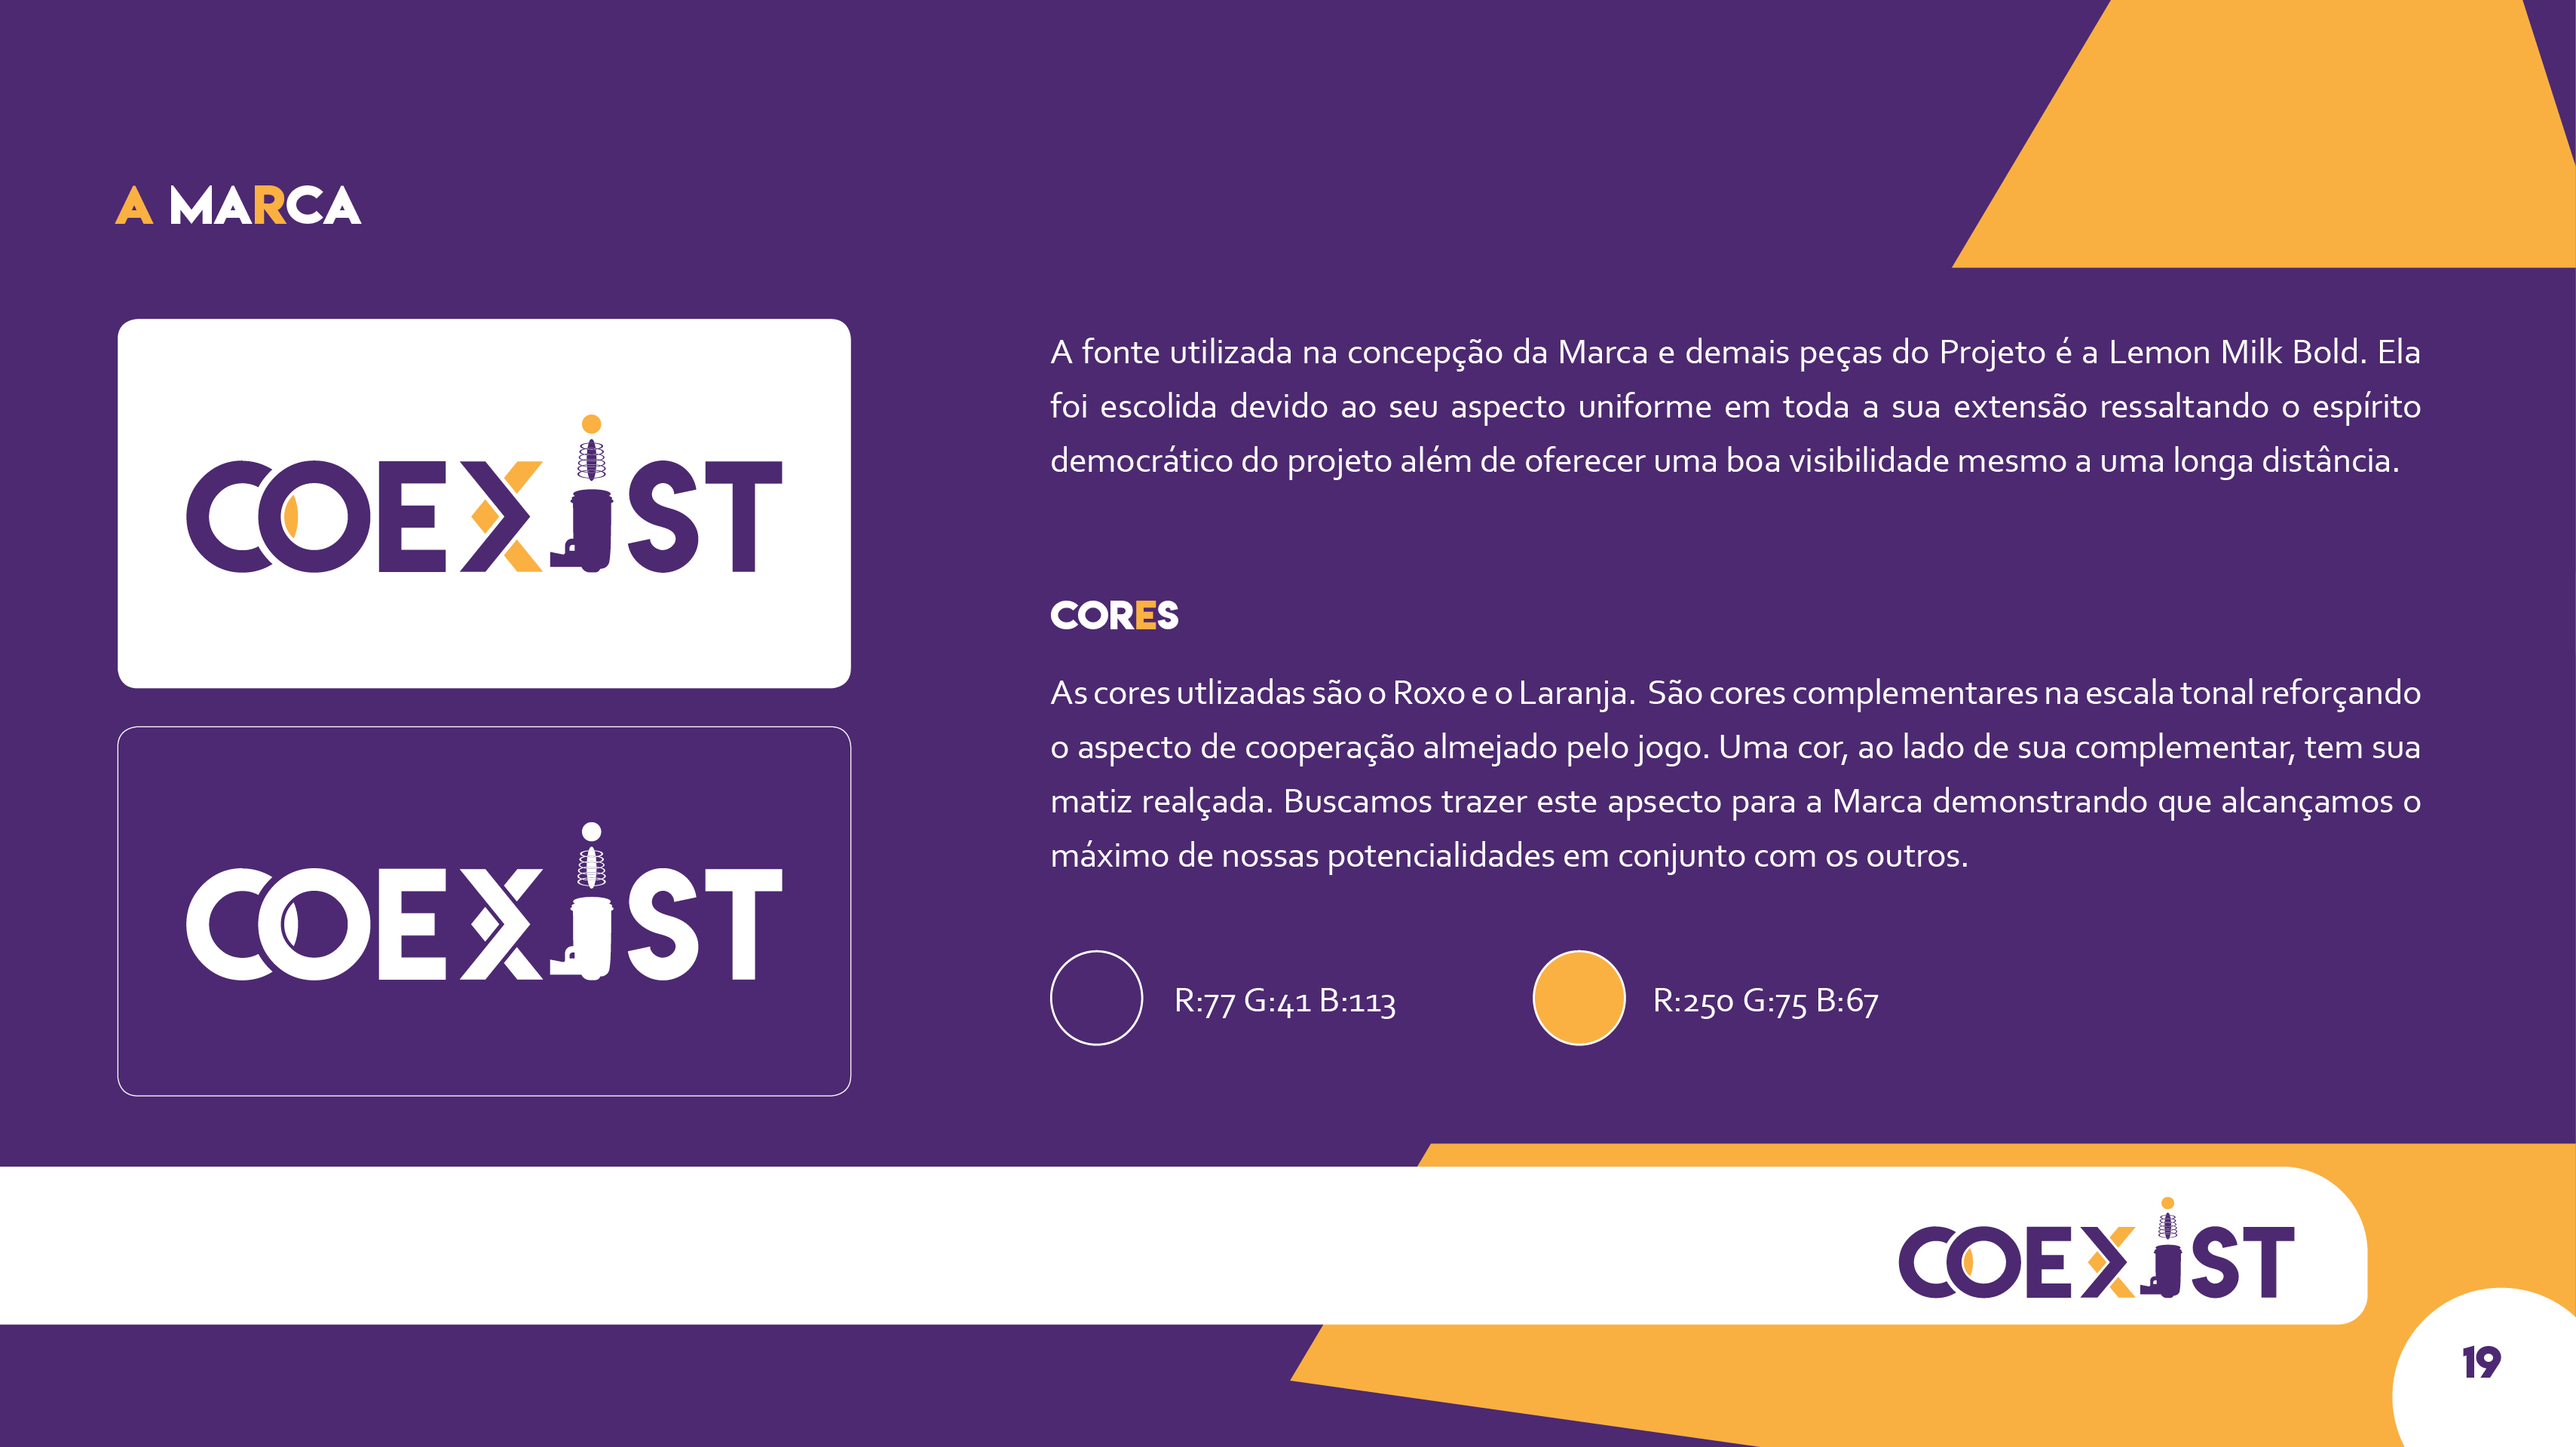 A MARCA
COEXIST
COEXIST
A fonte utilizada na concepção da Marca e demais peças do Projeto é a Lemon Milk Bold. Ela
foi escolida devido ao seu aspecto uniforme em toda a sua extensão ressaltando o espírito
democrático do projeto além de oferecer uma boa visibilidade mesmo a uma longa distância.
CORES
As cores utlizadas são o Roxo e o Laranja. São cores complementares na escala tonal reforçando
o aspecto de cooperação almejado pelo jogo. Uma cor, ao lado de sua complementar, tem sua
matiz realçada. Buscamos trazer este apsecto para a Marca demonstrando que alcançamos o
máximo de nossas potencialidades em conjunto com os outros.
R:77 G:41 B:113
R:250 G:75 B:67
COEXIST
19